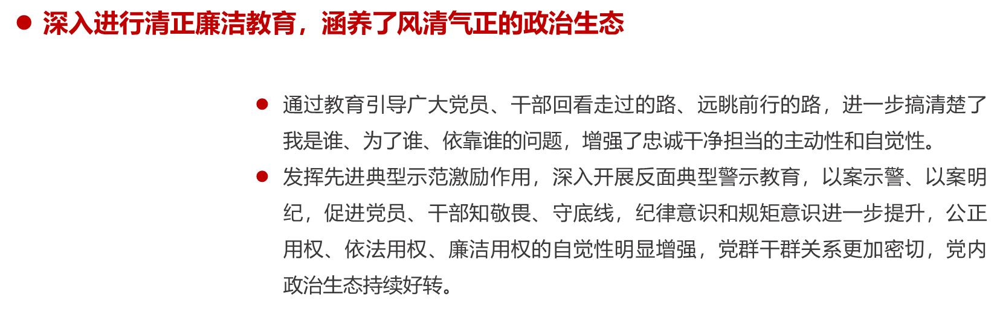 ● 深入进行清正廉洁教育，涵养了风清气正的政治生态
● 通过教育引导广大党员、干部回看走过的路、远眺前行的路，进一步搞清楚了
我是谁、为了谁、依靠谁的问题，增强了忠诚干净担当的主动性和自觉性。
● 发挥先进典型示范激励作用，深入开展反面典型警示教育，以案示警、以案明
纪，促进党员、干部知敬畏、守底线，纪律意识和规矩意识进一步提升，公正
用权、依法用权、廉洁用权的自觉性明显增强，党群干群关系更加密切，党内
政治生态持续好转。